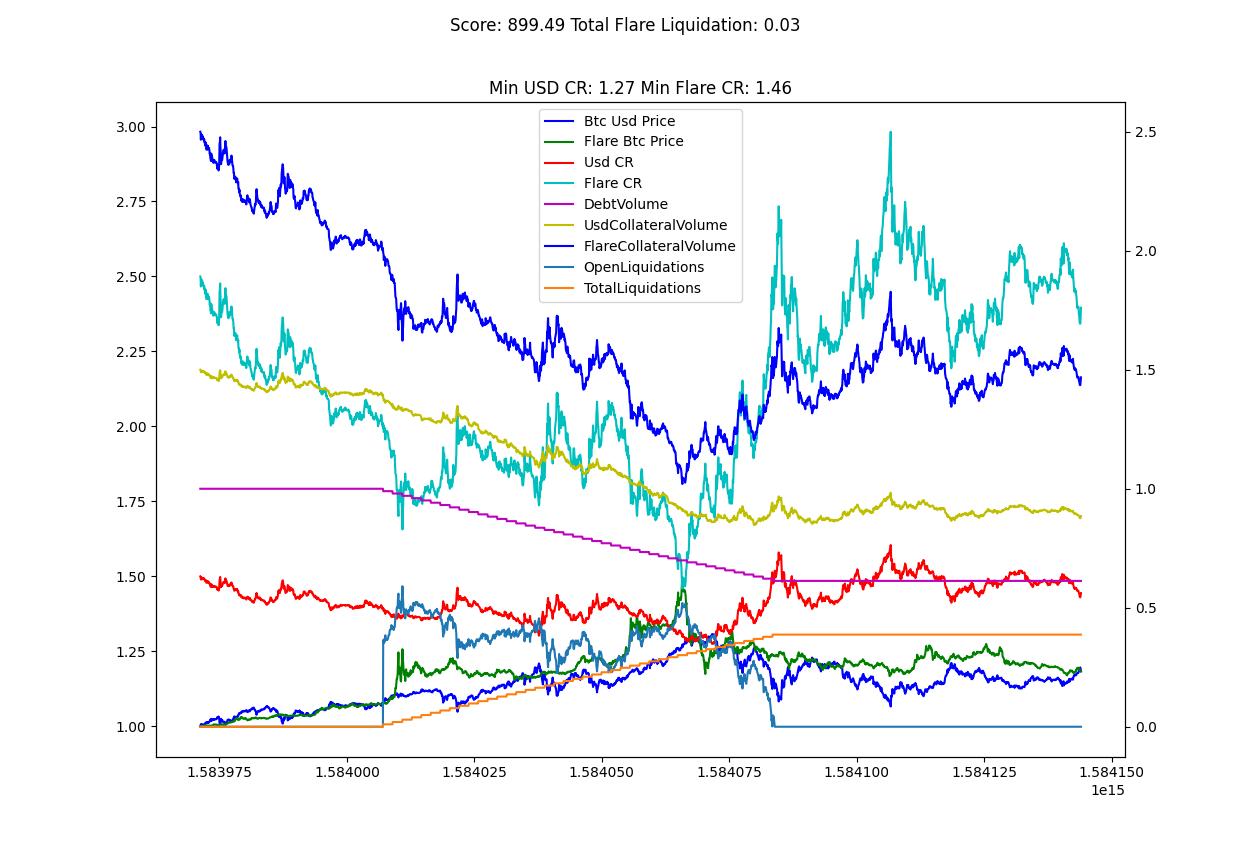 Score: 899.49 Total Flare Liquidation: 0.03
Min USD CR: 1.27 Min Flare CR: 1.46
Btc Usd Price
Flare Btc Price
Usd CR
Flare CR
DebtVolume
UsdCollateralVolume
FlareCollateralVolume
OpenLiquidations
TotalLiquidations
3.00
2.75
2.50
2.25
2.00
1.75
1.50
1.25
1.00
2.5
2.0
1.5
1.0
0.5
0.0
1.583975 1.584000 1.584025 1.584050 1.584075 1.584100 1.584125 1.584150
1e15